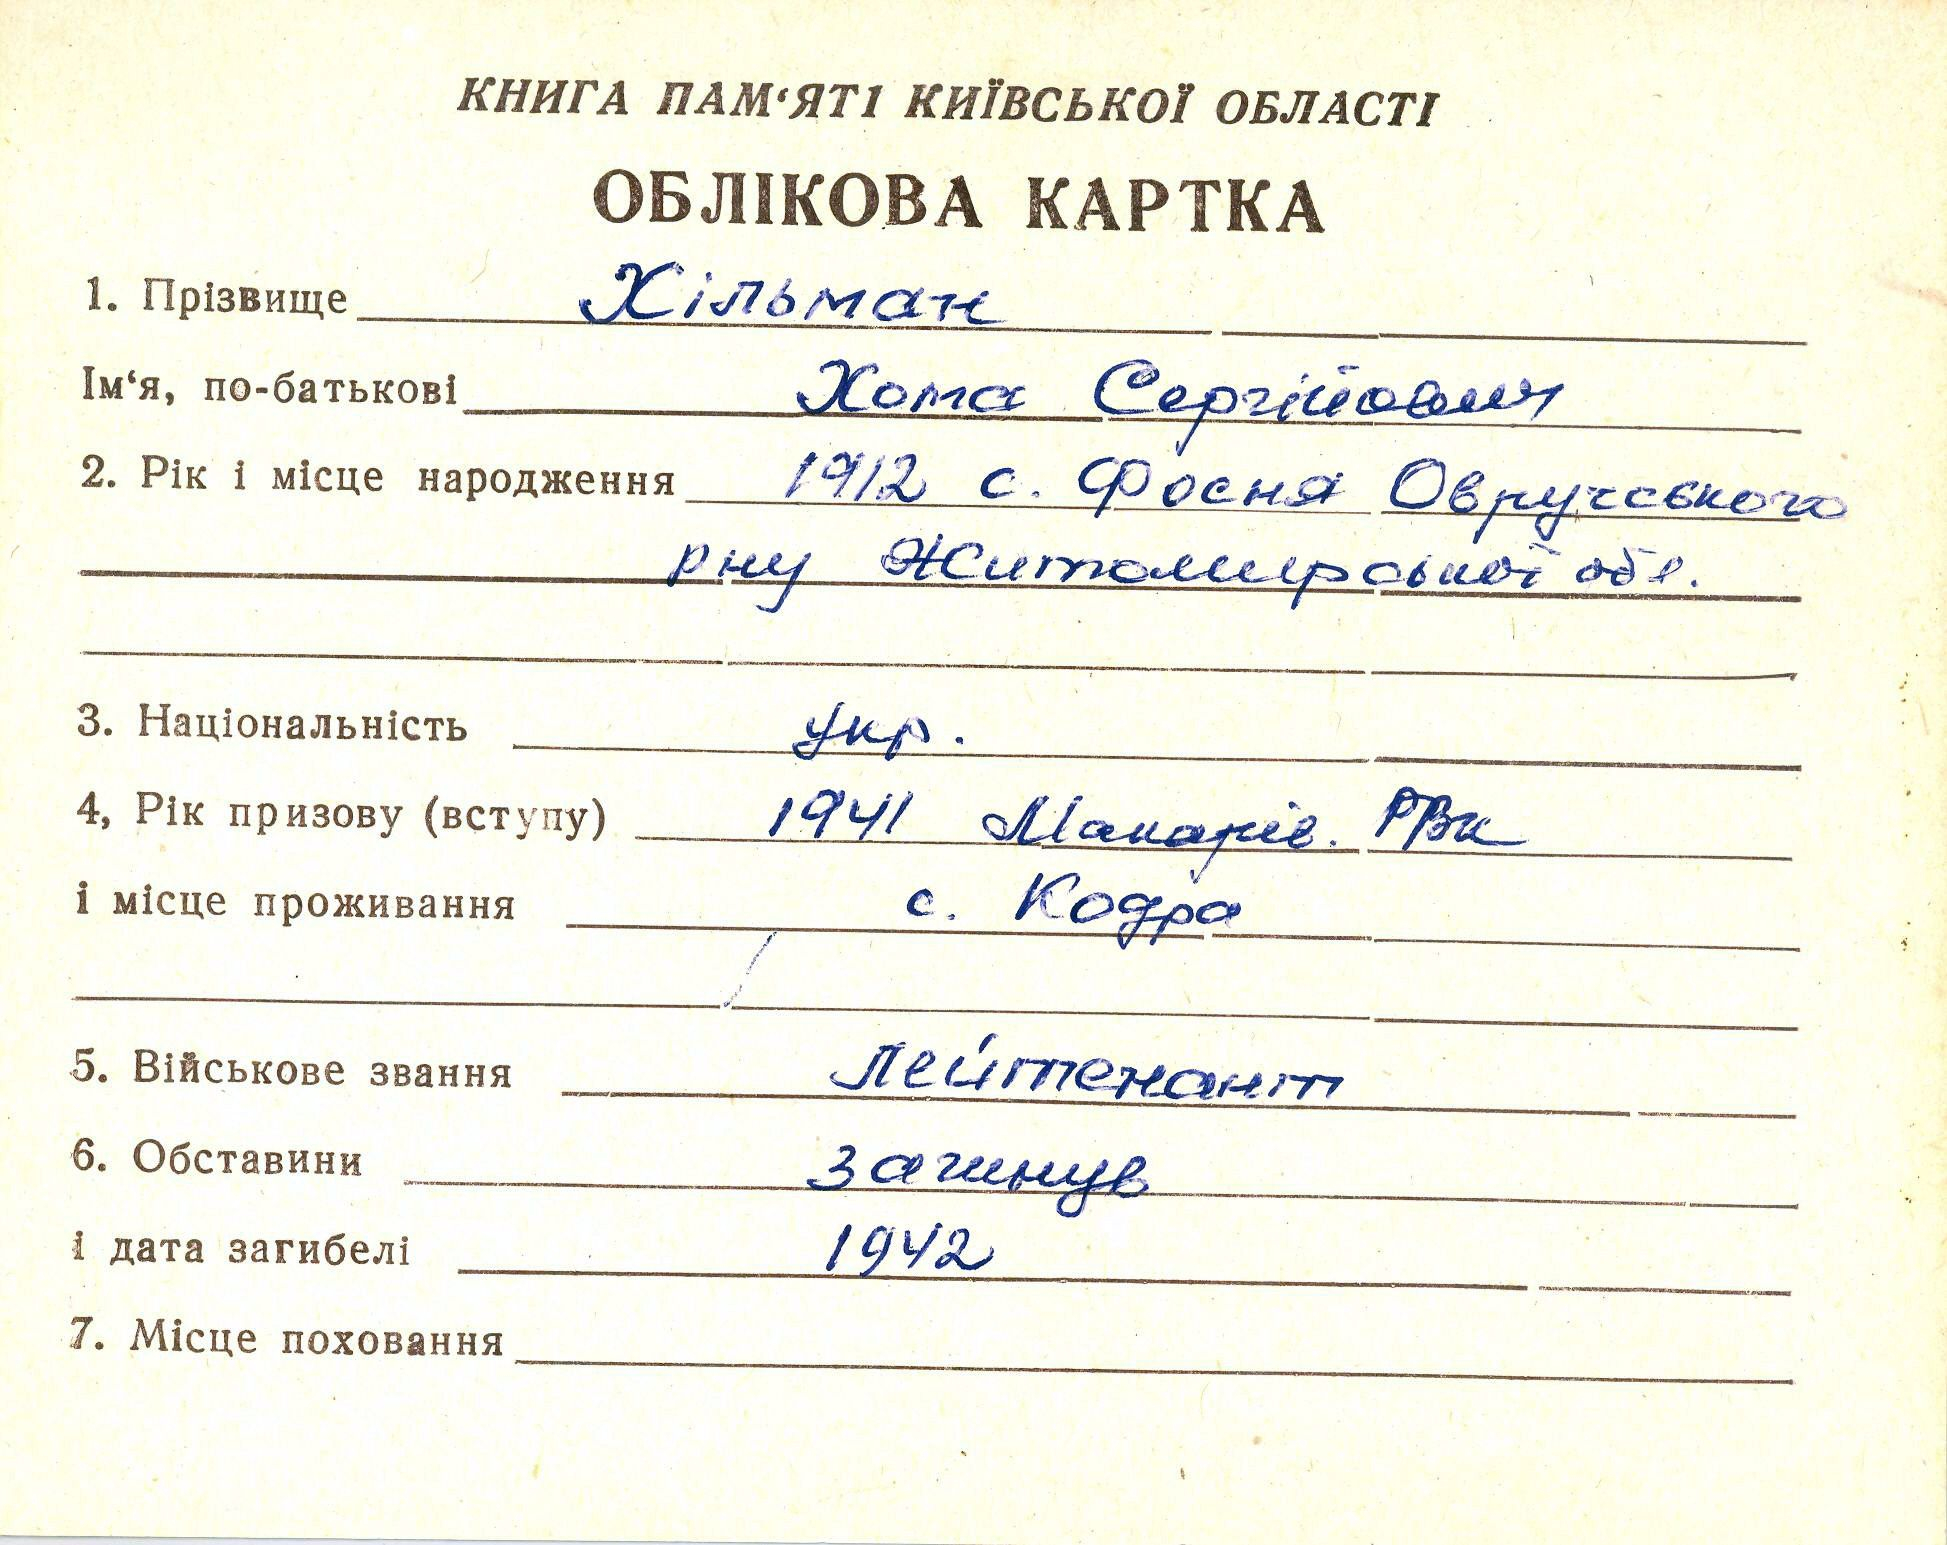 КНИГА ПАМ‘ЯТІ КИЇВСЬКОЇ ОБЛАСТІ
ОБЛІКОВА КАРТКА
1. Прізвище Хільман
Ім‘я, по-батькові Хома Сергійович
2. Рік і місце народження 1912 с. Фосня Овручського
рну Житомирської обл.
3. Національність укр.
4, Рік призову (вступу) 1941 Макарів. РВК
і місце проживання с. Кодра
5. Військове звання Лейтенант
6. Обставини загинув
і дата загибелі 1942
7. Місце поховання